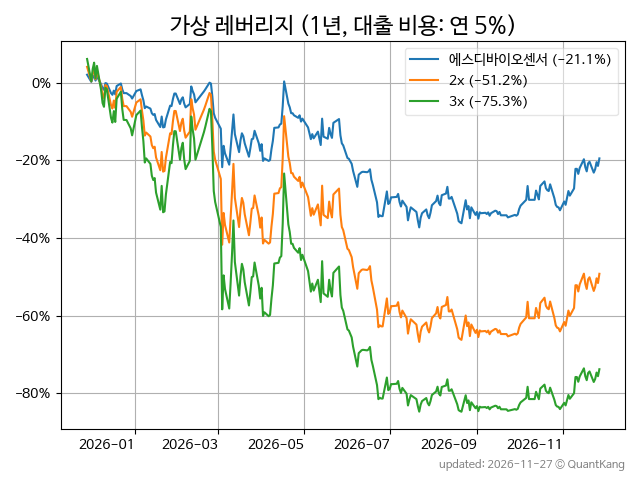 가상 레버리지 (1년, 대출 비용: 연 5%)
에스디바이오센서 (−21.1%)
2x (−51.2%)
3x (−75.3%)
0%
−20%
−40%
−60%
−80%
2026-01 2026-03 2026-05 2026-07 2026-09 2026-11
updated: 2026-11-27 © QuantKang